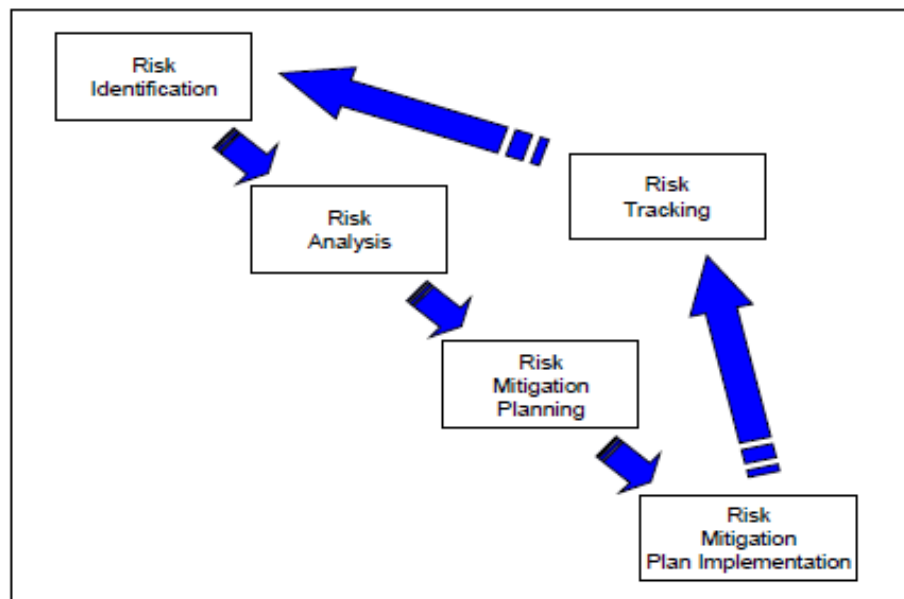 Risk
Identification
Risk
Analysis
Risk
Tracking
Risk
Mitigation
Planning
Risk
Mitigation
Plan Implementation